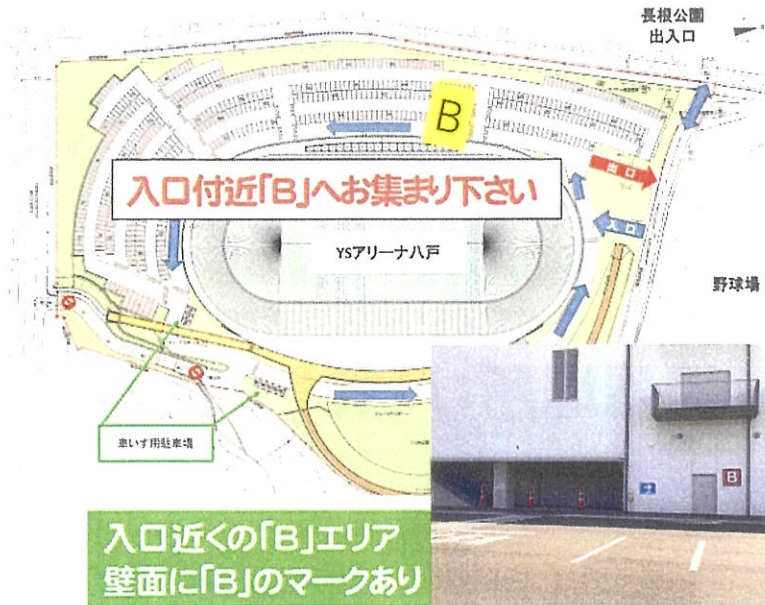 長根公園
出入口
B
出口
入口付近「B」へお集まり下さい
入口
YSアリーナ八戸
野球場
車いす用駐車場
B
入口近くの「B」エリア
壁面に「B」のマークあり